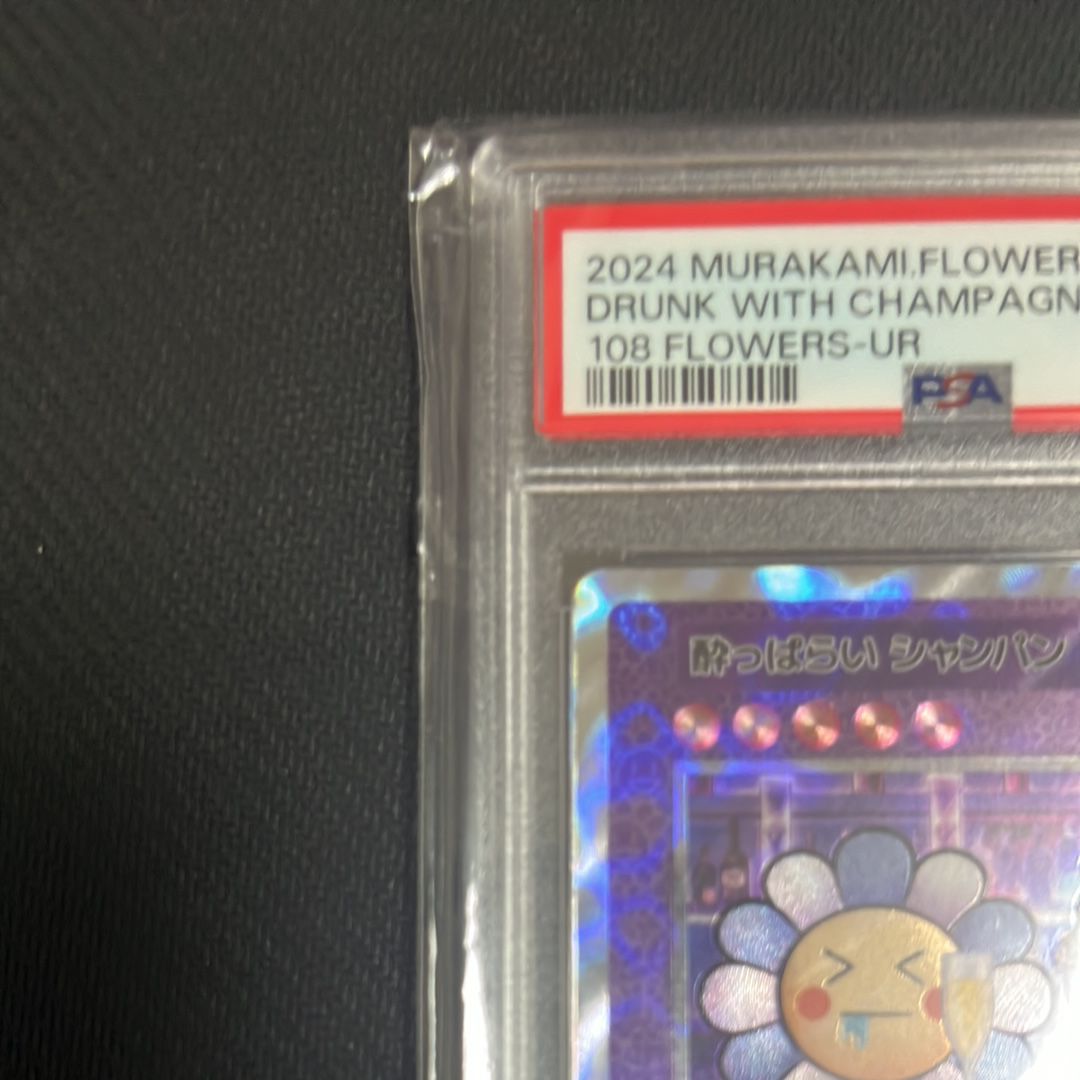 2024 MURAKAMI.FLOWER
DRUNK WITH CHAMPAGN
108 FLOWERS-UR
PSA
酔っぱらい シャンパン